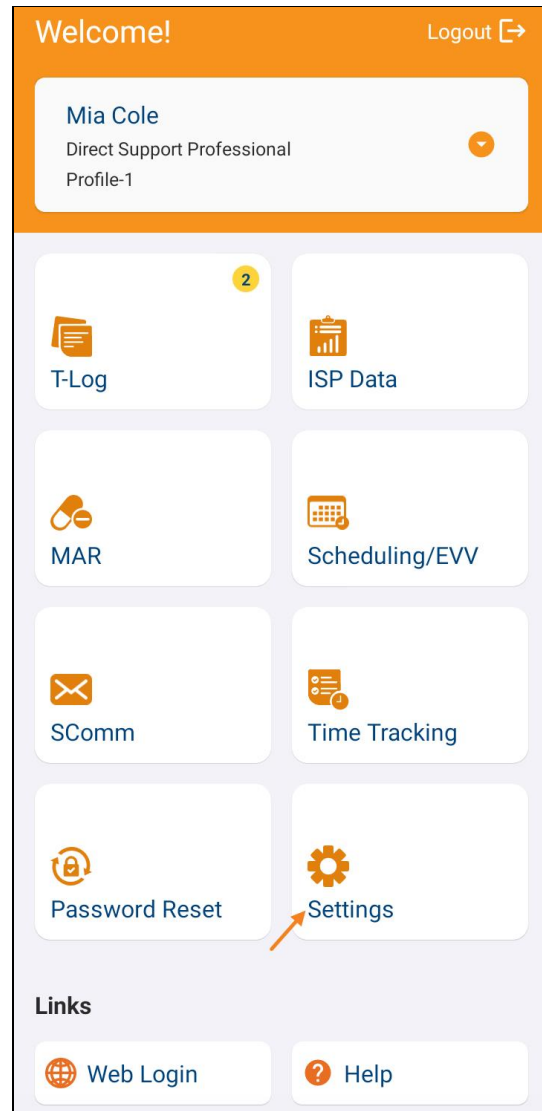 Welcome!
Logout
Mia Cole
Direct Support Professional
Profile-1
2
T-Log
ISP Data
MAR
Scheduling/EVV
SComm
Time Tracking
Password Reset
Settings
Links
Web Login
Help